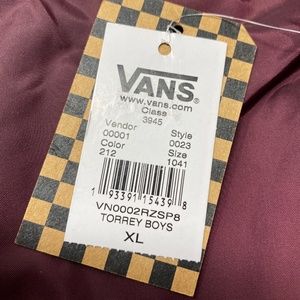 VANS®
www.vans.com
Class
3945
Vendor Style
00001 0023
Color Size
212 1041
1 93391 15439 8
VN0002RZSP8
TORREY BOYS
XL